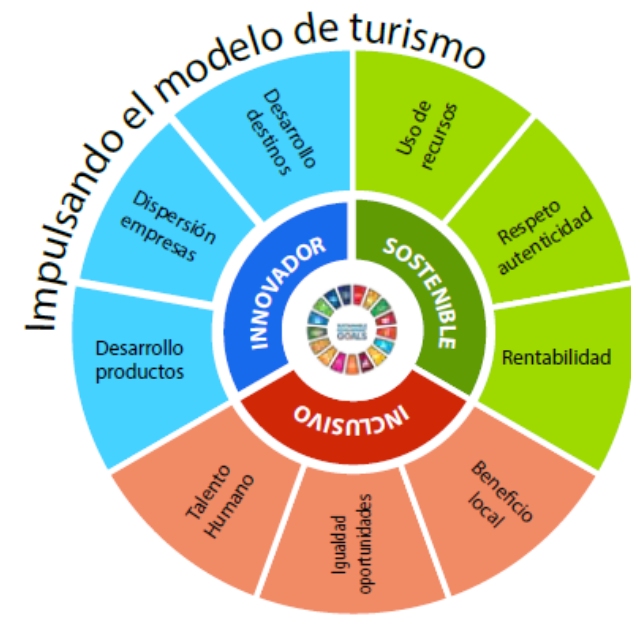 Impulsando el modelo de turismo
Desarrollo
destinos
Uso de
recursos
Dispersión
empresas
Respeto
autenticidad
Desarrollo
productos
Rentabilidad
Talento
Humano
Igualdad
oportunidades
Beneficio
local
INNOVADOR
SOSTENIBLE
INCLUSIVO
GOALS